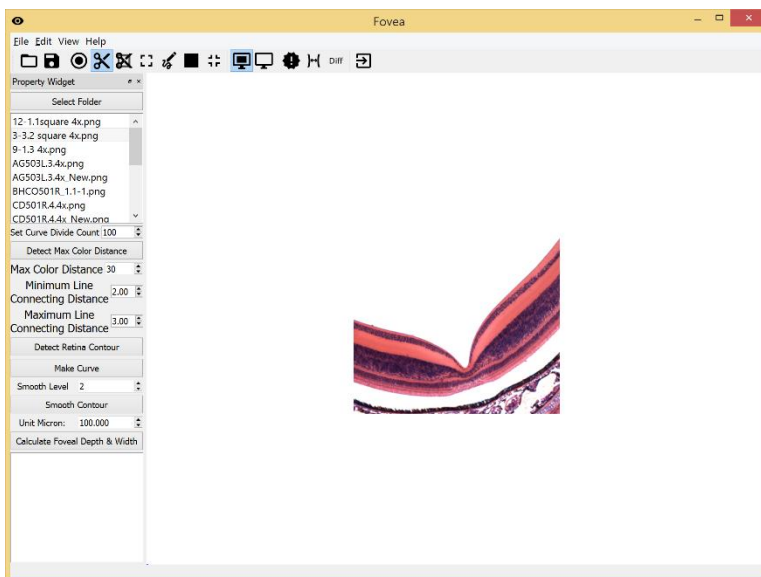 Fovea
File Edit View Help
Diff
Property Widget
Select Folder
12-1.1square 4x.png
3-3.2 square 4x.png
9-1.3 4x.png
AG503L.3.4x.png
AG503L.3.4x_New.png
BHCO501R_1.1-1.png
CD501R.4.4x.png
CD501R.4.4x_New.png
Set Curve Divide Count 100
Detect Max Color Distance
Max Color Distance 30
Minimum Line
Connecting Distance 2.00
Maximum Line
Connecting Distance 3.00
Detect Retina Contour
Make Curve
Smooth Level 2
Smooth Contour
Unit Micron: 100.000
Calculate Foveal Depth & Width